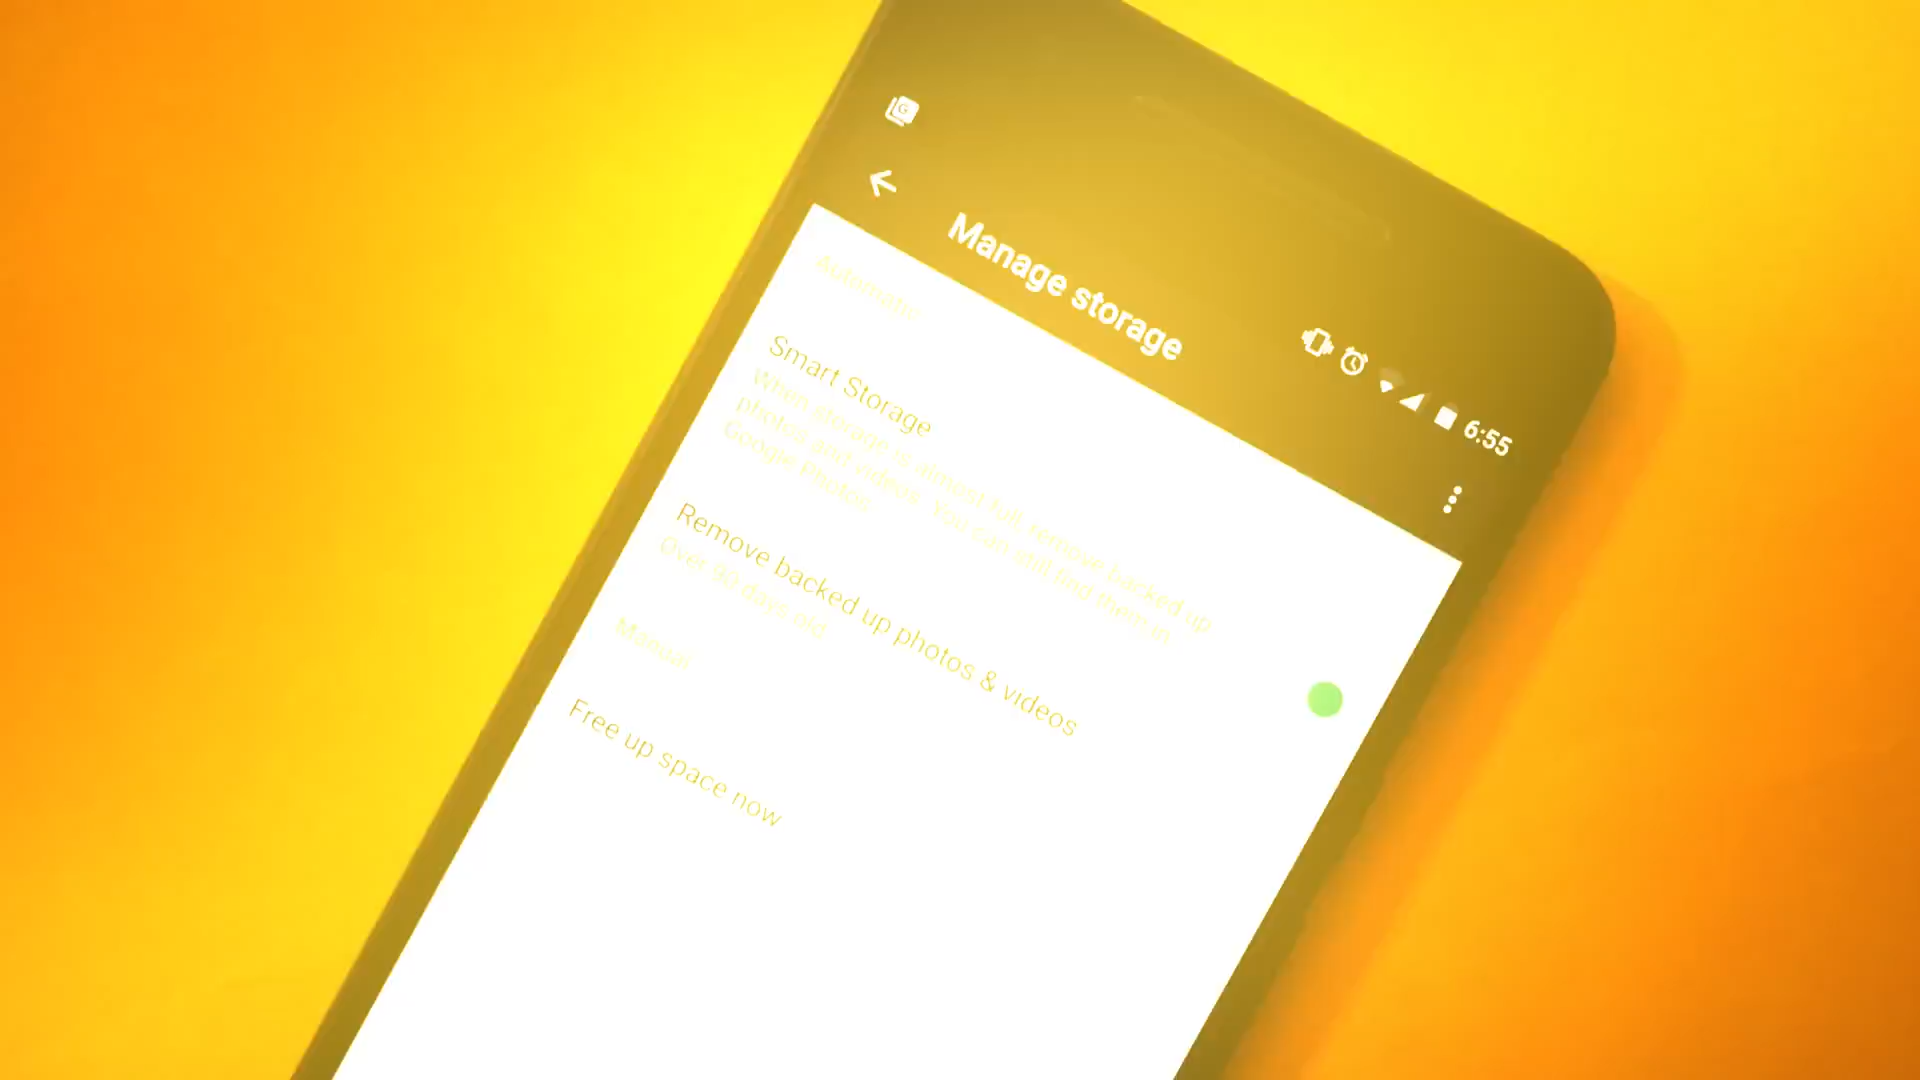 6:55
Manage storage
Automatic
Smart Storage
When storage is almost full, remove backed up
photos and videos. You can still find them in
Google Photos.
Remove backed up photos & videos
Over 90 days old
Manual
Free up space now